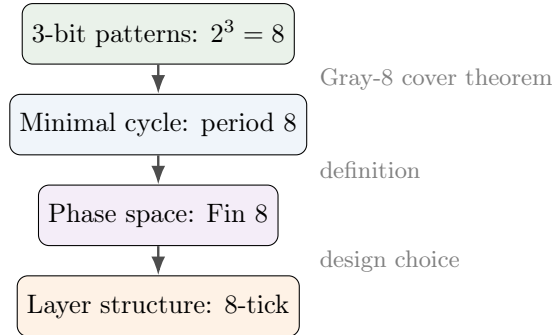 3-bit patterns: 2³ = 8
Gray-8 cover theorem
Minimal cycle: period 8
definition
Phase space: Fin 8
design choice
Layer structure: 8-tick